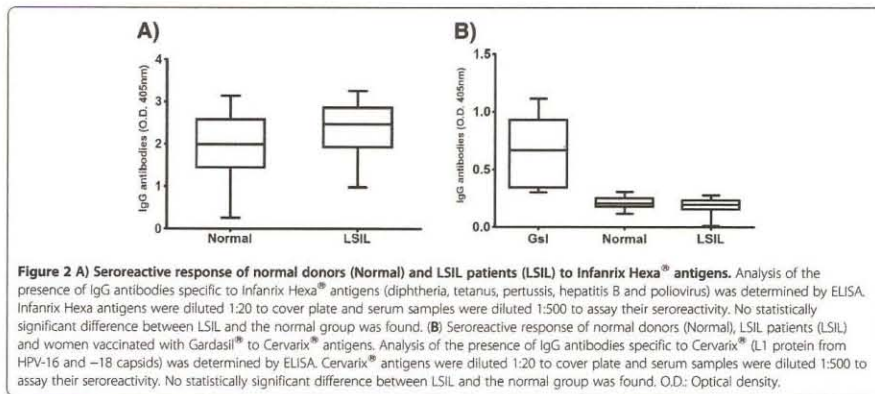 A)
B)
IgG antibodies (O.D. 405nm)
4
3
2
1
0
Normal LSIL
IgG antibodies (O.D. 405nm)
1.5
1.0
0.5
0.0
Gsl Normal LSIL
Figure 2 A) Seroreactive response of normal donors (Normal) and LSIL patients (LSIL) to Infanrix Hexa® antigens. Analysis of the
presence of IgG antibodies specific to Infanrix Hexa® antigens (diphtheria, tetanus, pertussis, hepatitis B and poliovirus) was determined by ELISA.
Infanrix Hexa antigens were diluted 1:20 to cover plate and serum samples were diluted 1:500 to assay their seroreactivity. No statistically
significant difference between LSIL and the normal group was found. (B) Seroreactive response of normal donors (Normal), LSIL patients (LSIL)
and women vaccinated with Gardasil® to Cervarix® antigens. Analysis of the presence of IgG antibodies specific to Cervarix® (L1 protein from
HPV-16 and −18 capsids) was determined by ELISA. Cervarix® antigens were diluted 1:20 to cover plate and serum samples were diluted 1:500 to
assay their seroreactivity. No statistically significant difference between LSIL and the normal group was found. O.D.: Optical density.